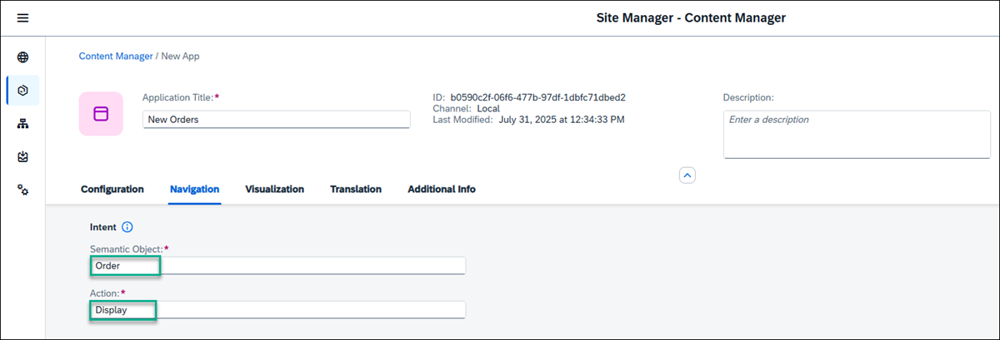 Site Manager - Content Manager
Content Manager / New App
Application Title:*
New Orders
ID: b0590c2f-06f6-477b-97df-1dbfc71dbed2
Channel: Local
Last Modified: July 31, 2025 at 12:34:33 PM
Description:
Enter a description
Configuration Navigation Visualization Translation Additional Info
Intent
Semantic Object:*
Order
Action:*
Display